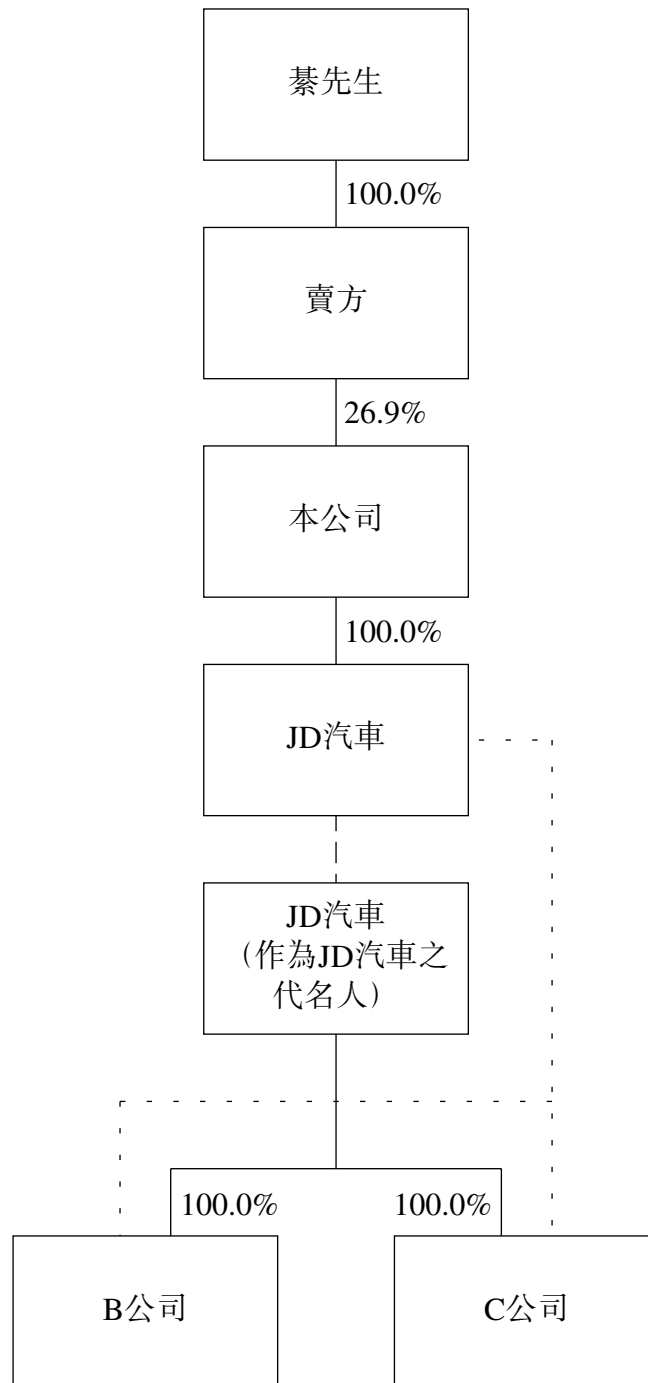 綦先生
100.0%
賣方
26.9%
本公司
100.0%
JD汽車
JD汽車
（作為JD汽車之
代名人）
100.0%
100.0%
B公司
C公司